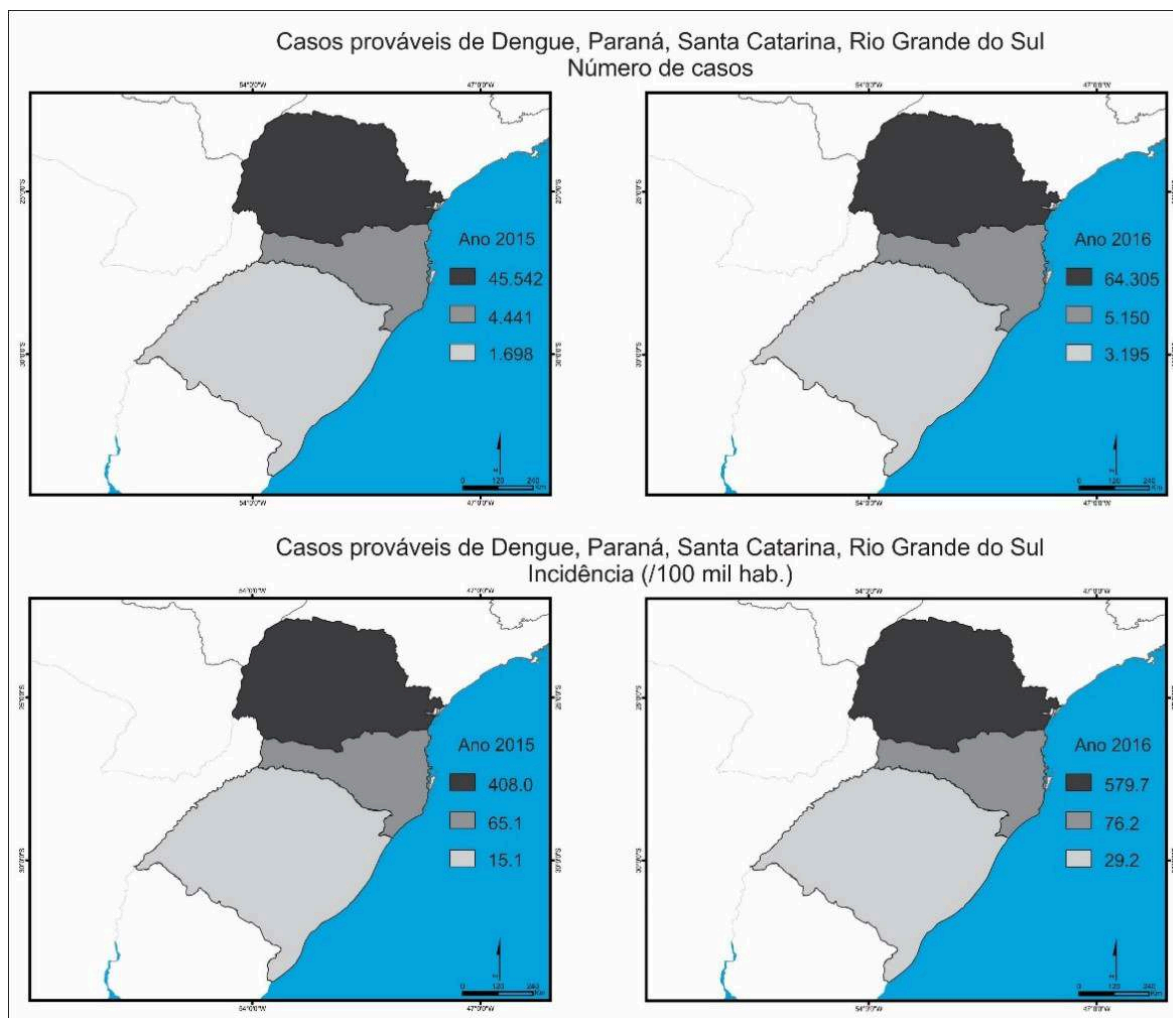 Casos prováveis de Dengue, Paraná, Santa Catarina, Rio Grande do Sul
Número de casos
Ano 2015
45.542
4.441
1.698
Ano 2016
64.305
5.150
3.195
Casos prováveis de Dengue, Paraná, Santa Catarina, Rio Grande do Sul
Incidência (/100 mil hab.)
Ano 2015
408.0
65.1
15.1
Ano 2016
579.7
76.2
29.2